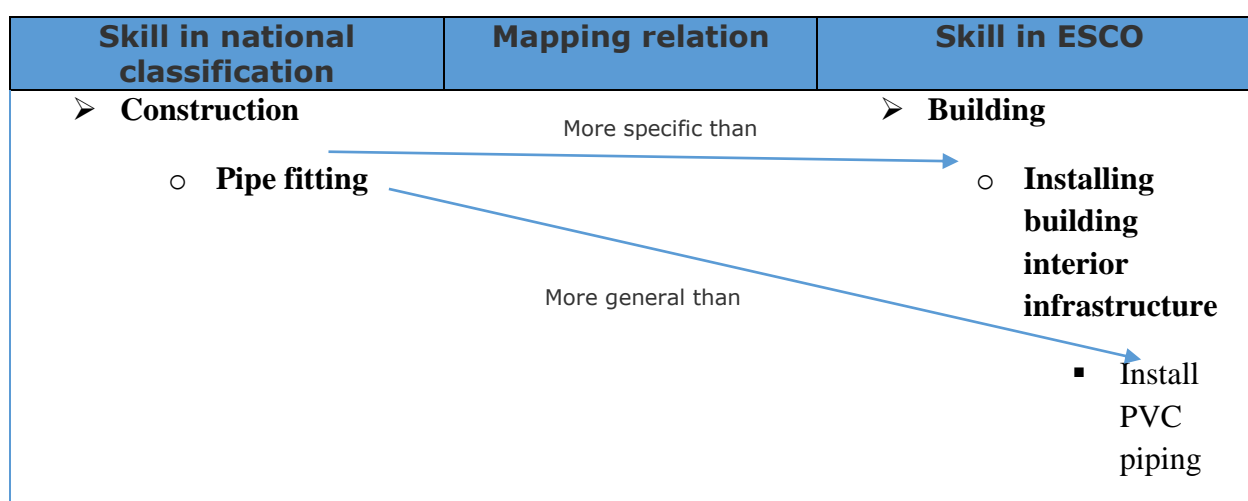 Skill in national
classification
Mapping relation
Skill in ESCO
➢ Construction
More specific than
➢ Building
o Pipe fitting
o Installing
building
interior
infrastructure
More general than
▪ Install
PVC
piping